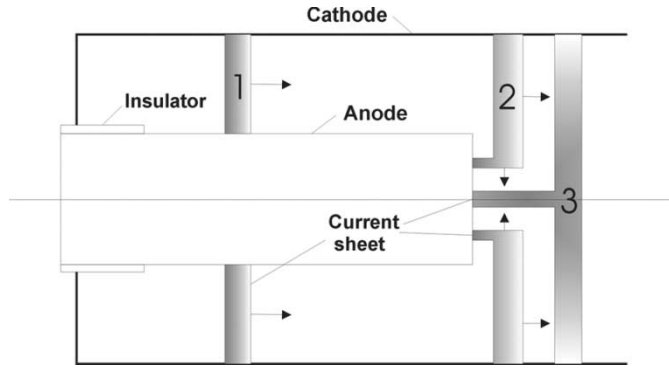 Cathode
1
2
Insulator
Anode
3
Current
sheet